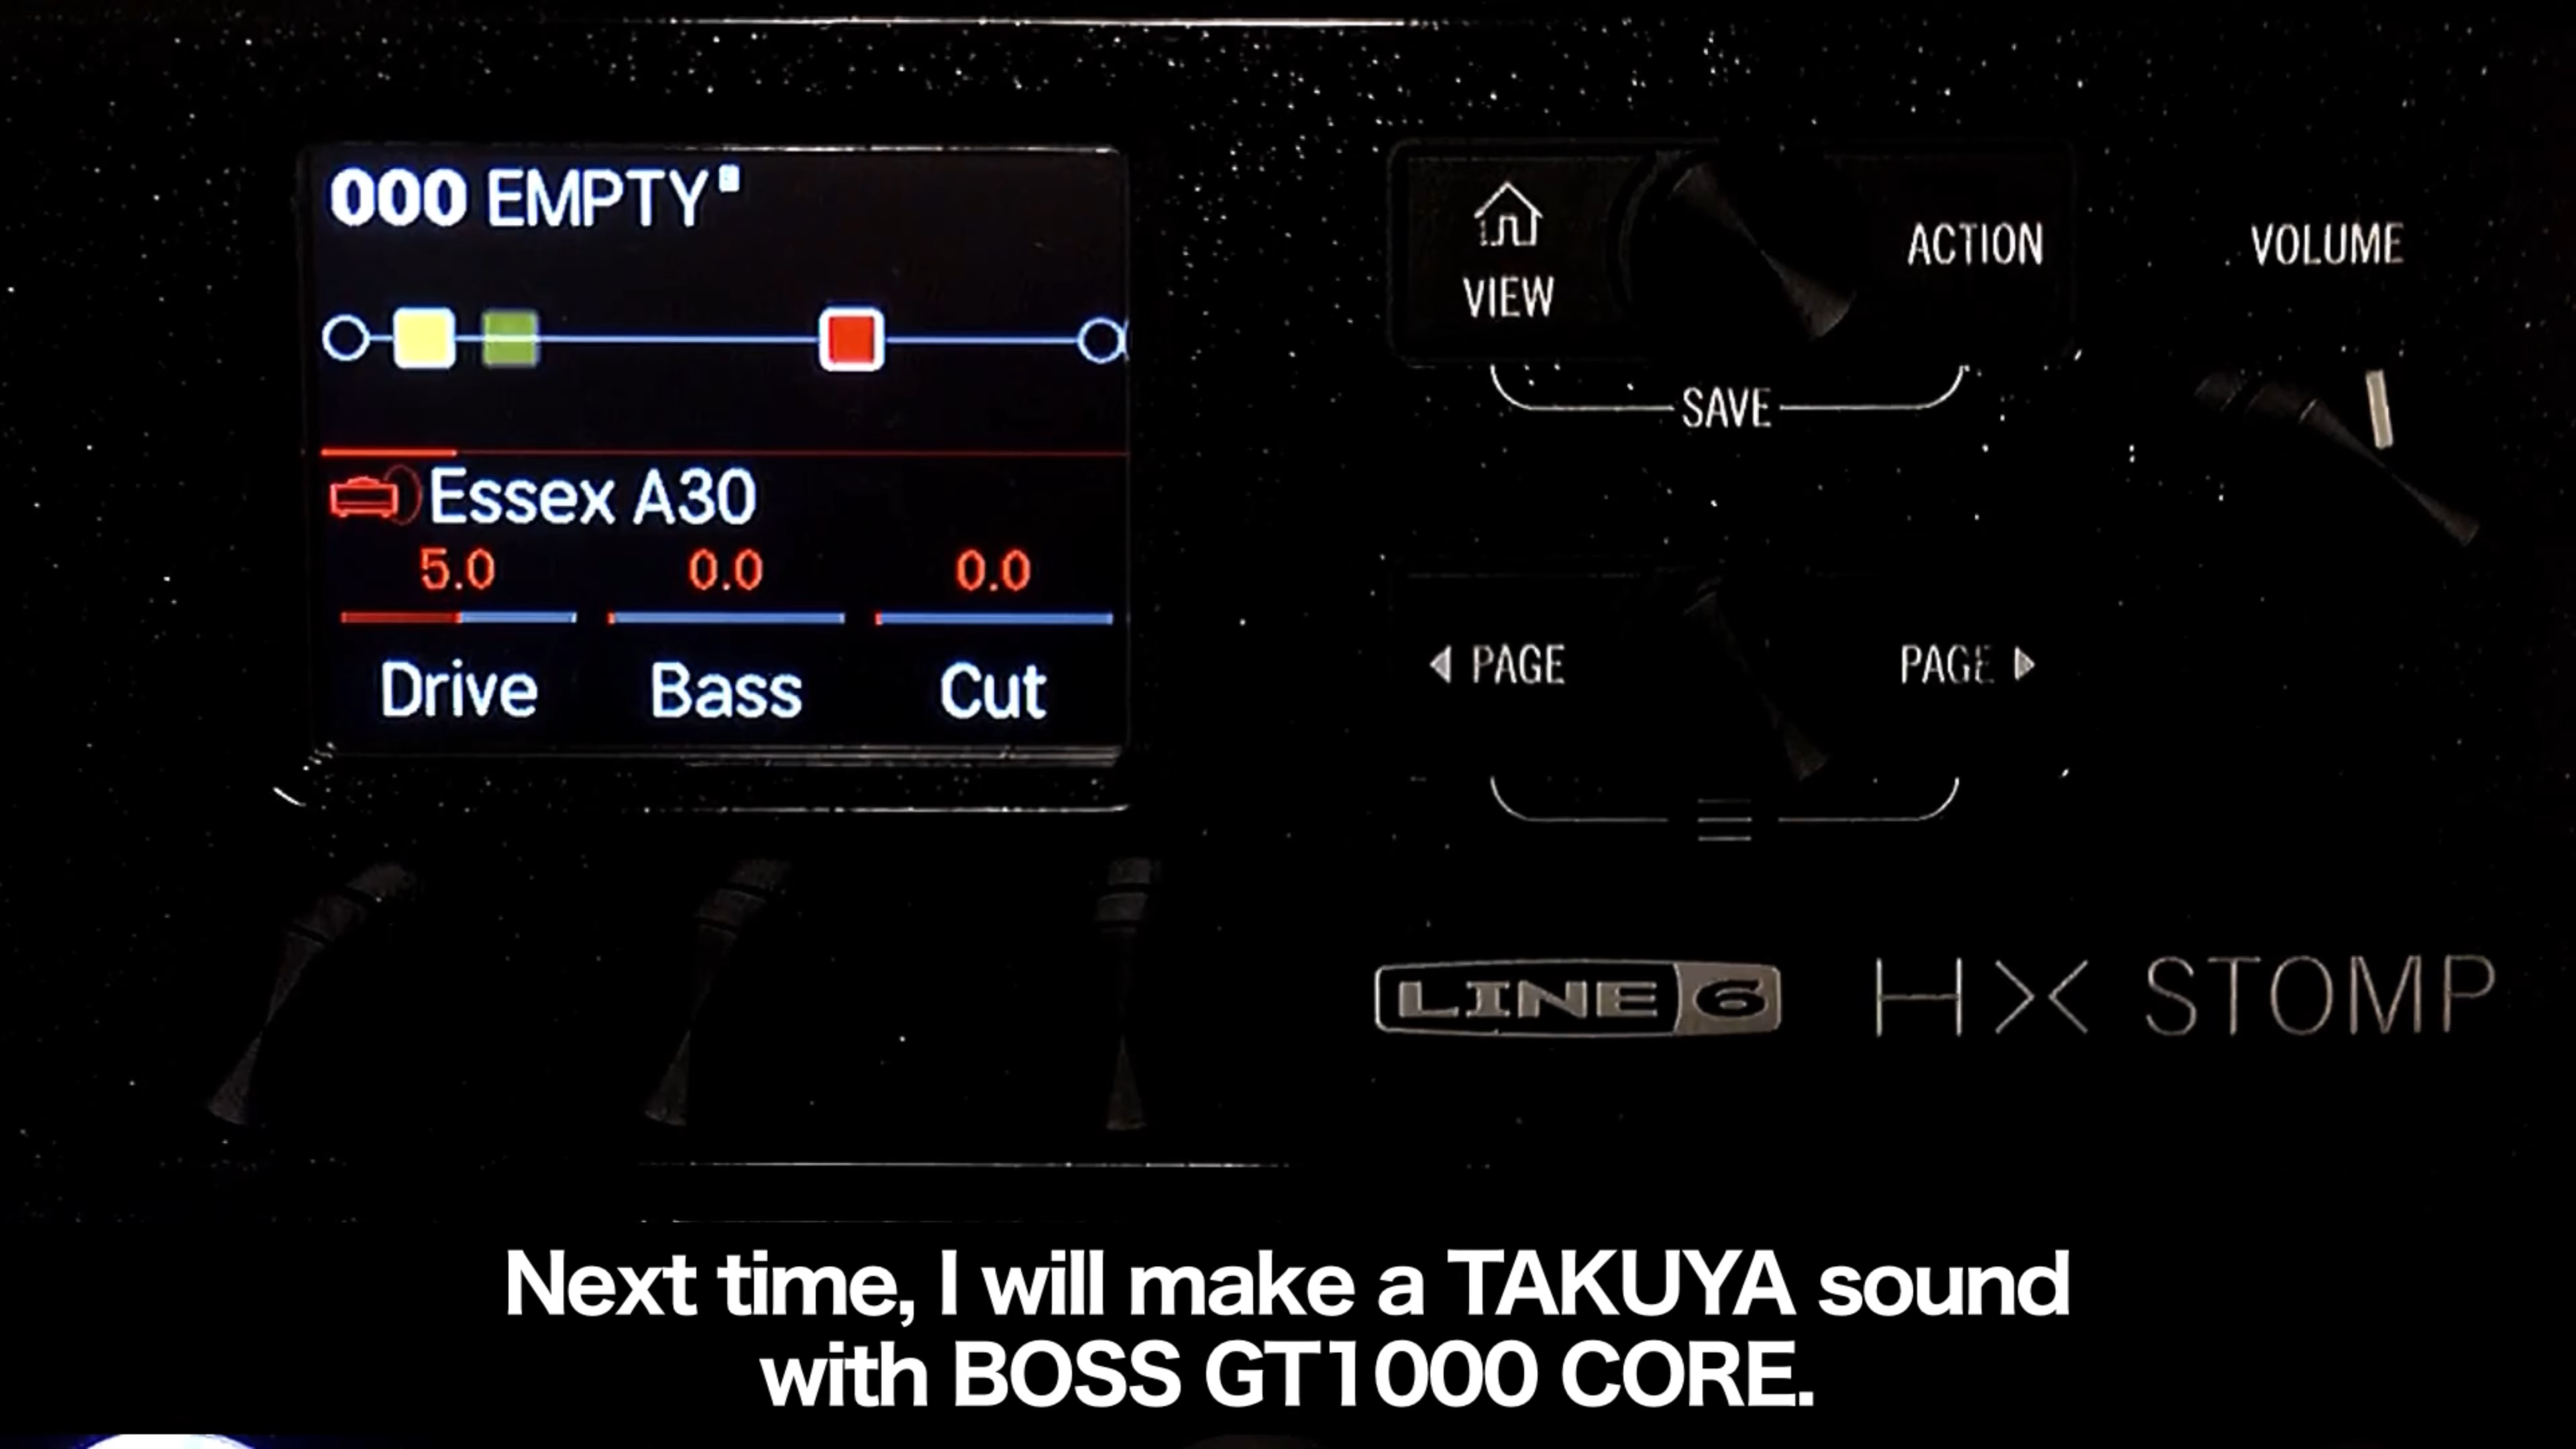 000 EMPTY
Essex A30
5.0 0.0 0.0
Drive Bass Cut
VIEW
ACTION
SAVE
VOLUME
PAGE PAGE
LINE 6 HX STOMP
Next time, I will make a TAKUYA sound
with BOSS GT1000 CORE.